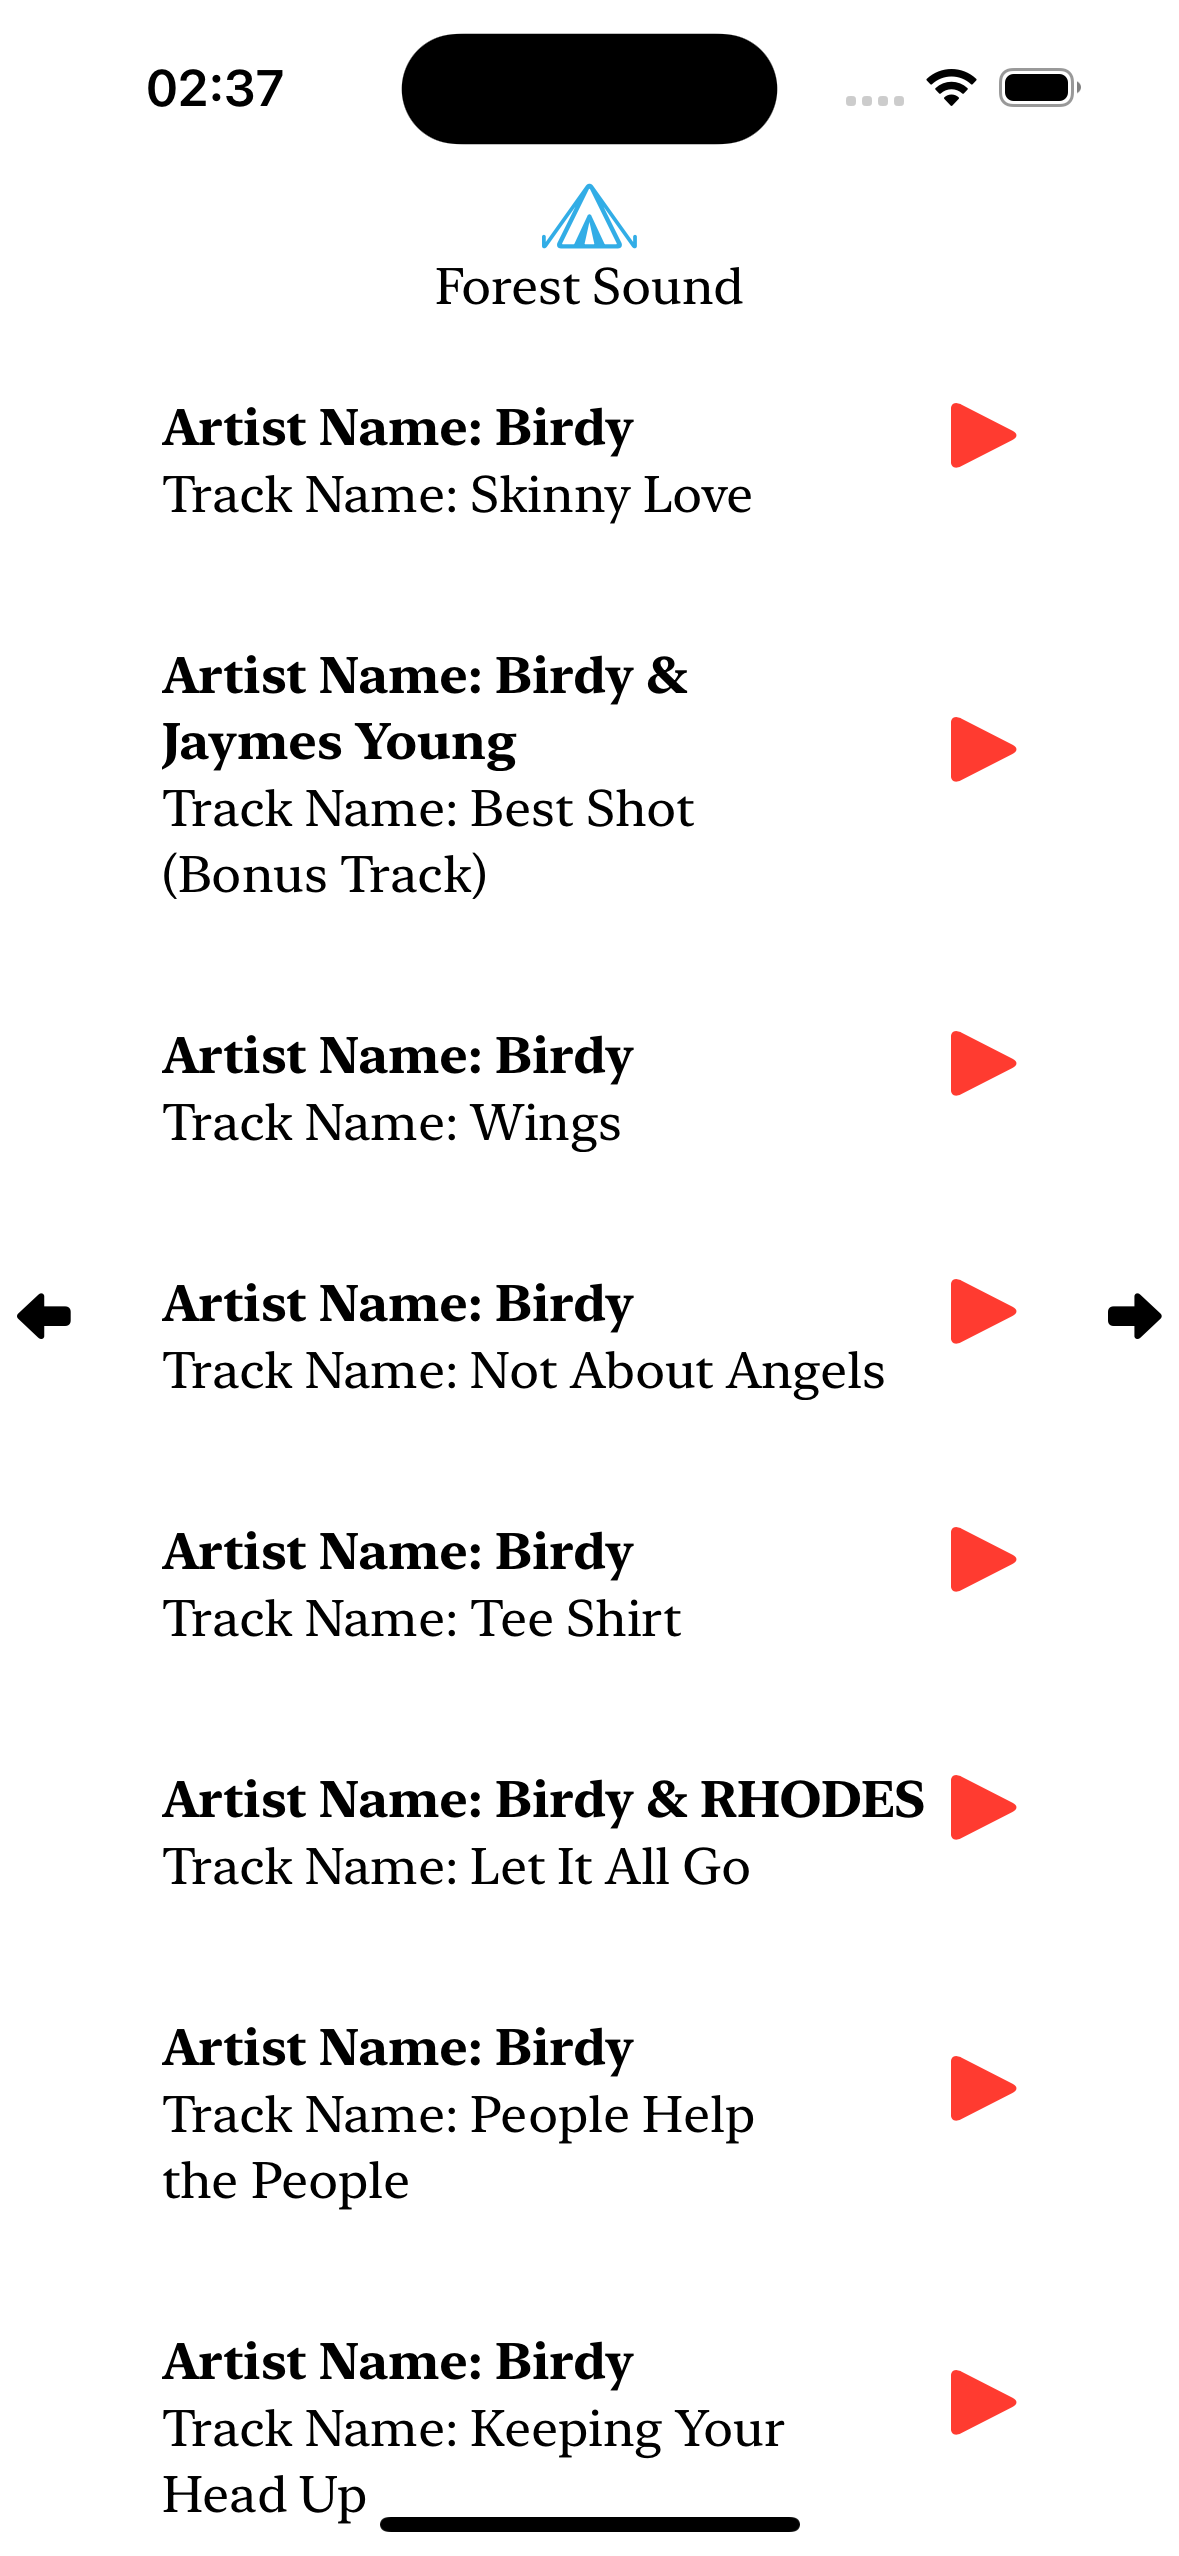 02:37
Forest Sound
Artist Name: Birdy
Track Name: Skinny Love
Artist Name: Birdy &
Jaymes Young
Track Name: Best Shot
(Bonus Track)
Artist Name: Birdy
Track Name: Wings
Artist Name: Birdy
Track Name: Not About Angels
Artist Name: Birdy
Track Name: Tee Shirt
Artist Name: Birdy & RHODES
Track Name: Let It All Go
Artist Name: Birdy
Track Name: People Help
the People
Artist Name: Birdy
Track Name: Keeping Your
Head Up